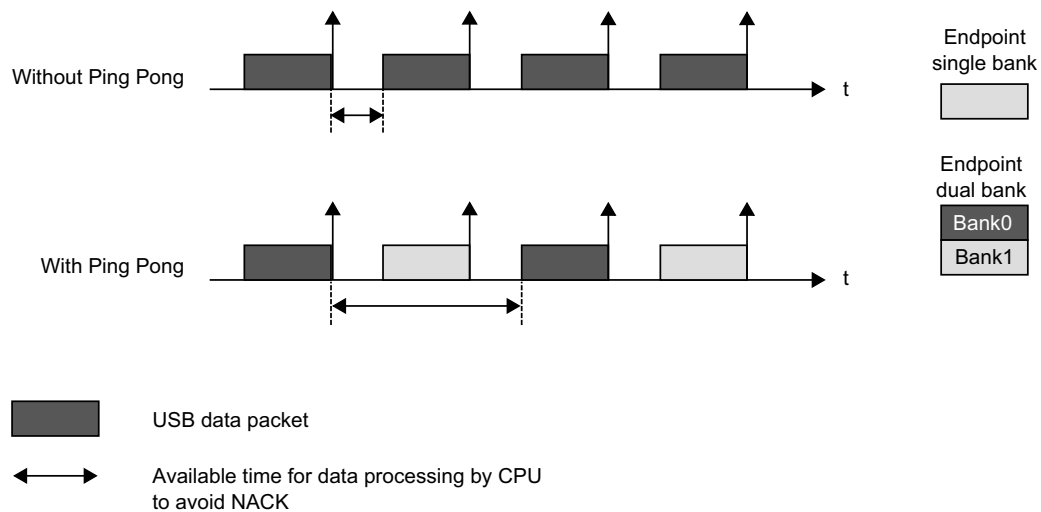 Without Ping Pong
t
Endpoint
single bank
With Ping Pong
t
Endpoint
dual bank
Bank0
Bank1
USB data packet
Available time for data processing by CPU
to avoid NACK